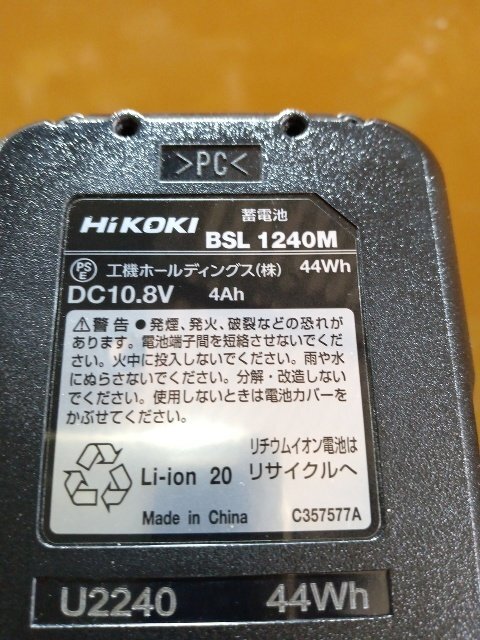 >PC<
HiKOKI 蓄電池
BSL 1240M
PSE 工機ホールディングス(株) 44Wh
DC10.8V 4Ah
⚠警告 ●発煙、発火、破裂などの恐れが
あります。電池端子間を短絡させないでくだ
さい。火中に投入しないでください。雨や水
にぬらさないでください。分解・改造しない
でください。使用しないときは電池カバーを
かぶせてください。
リチウムイオン電池は
Li-ion 20 リサイクルへ
Made in China C357577A
U2240 44Wh